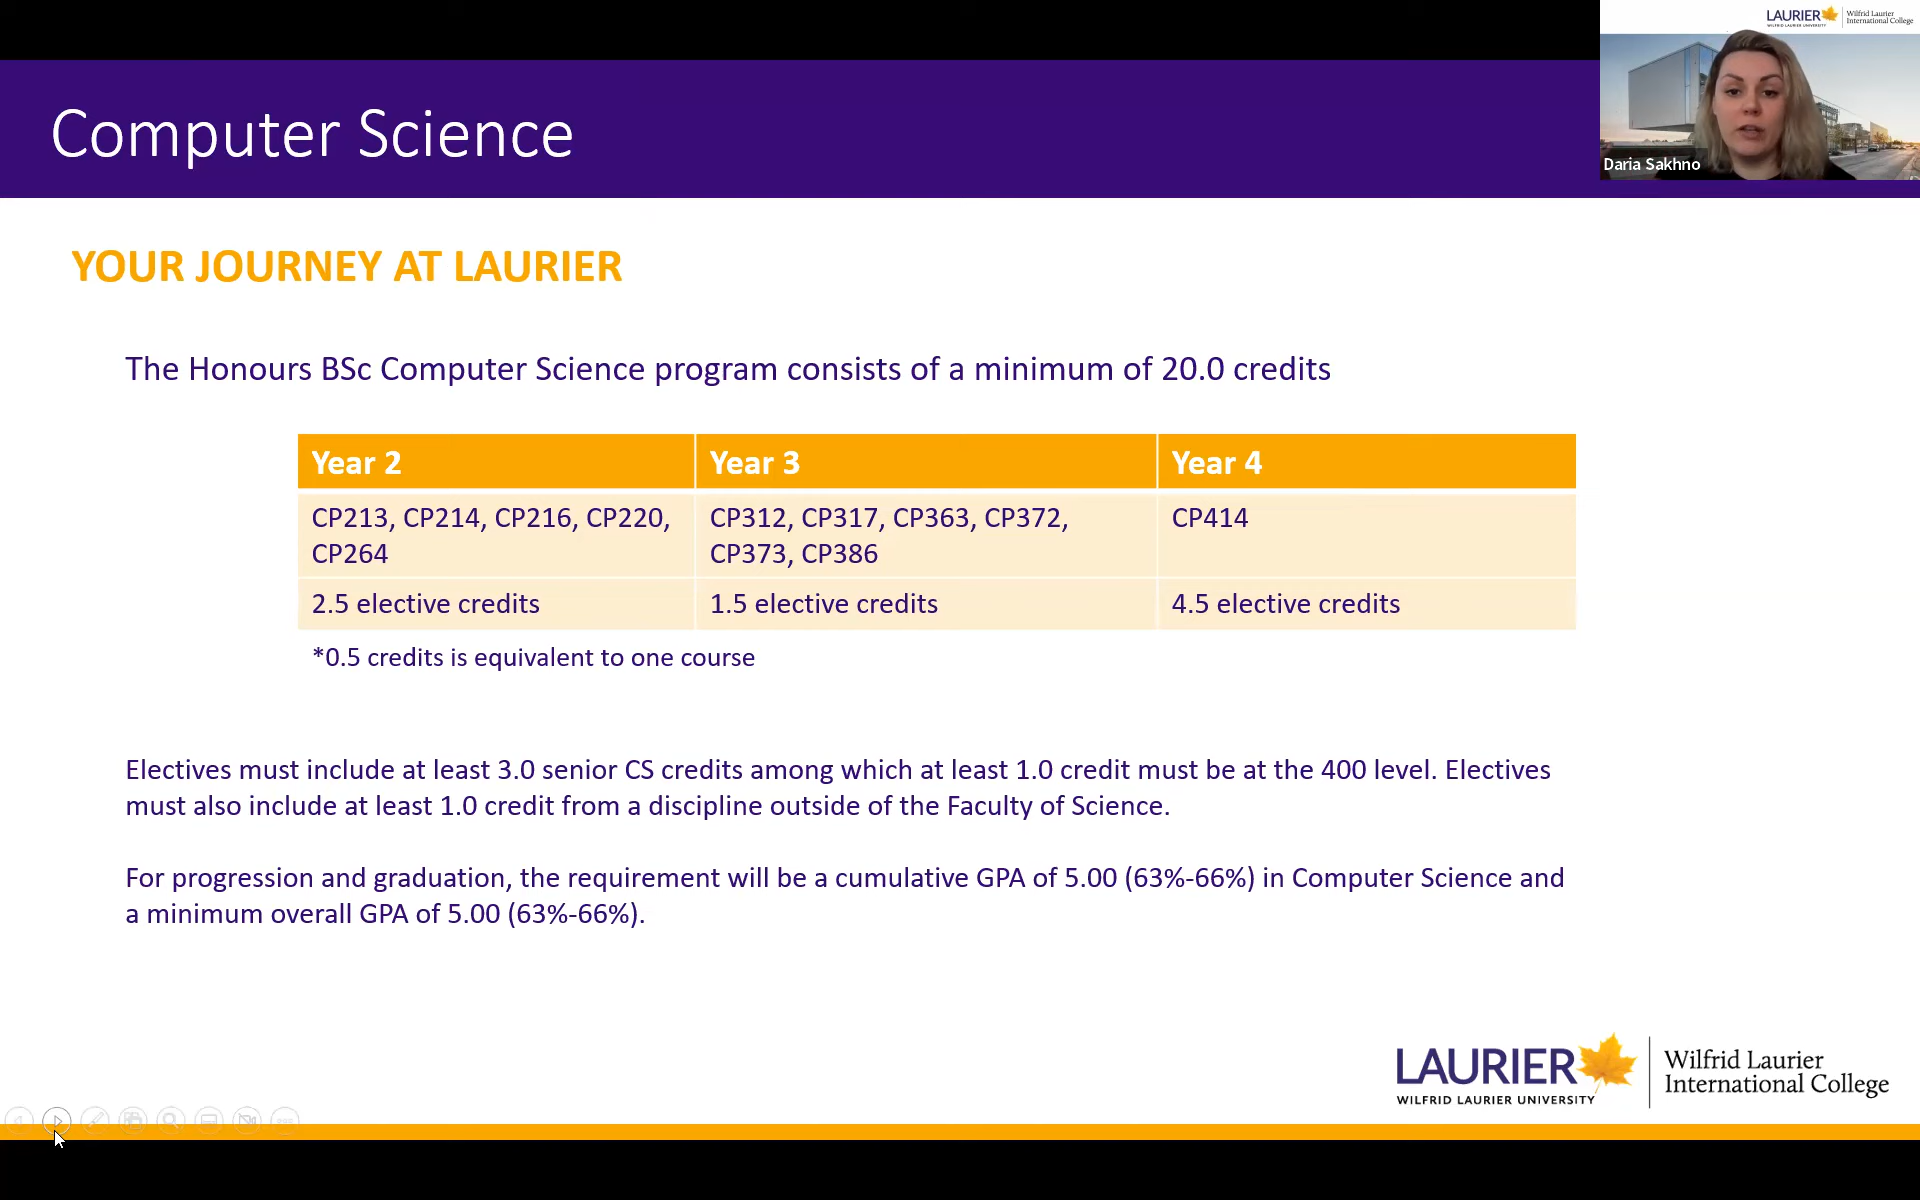 LAURIER
WILFRID LAURIER UNIVERSITY
Wilfrid Laurier
International College
Computer Science
Daria Sakhno
YOUR JOURNEY AT LAURIER
The Honours BSc Computer Science program consists of a minimum of 20.0 credits
Year 2 Year 3 Year 4
CP213, CP214, CP216, CP220, CP312, CP317, CP363, CP372, CP414
CP264 CP373, CP386
2.5 elective credits 1.5 elective credits 4.5 elective credits
*0.5 credits is equivalent to one course
Electives must include at least 3.0 senior CS credits among which at least 1.0 credit must be at the 400 level. Electives
must also include at least 1.0 credit from a discipline outside of the Faculty of Science.
For progression and graduation, the requirement will be a cumulative GPA of 5.00 (63%-66%) in Computer Science and
a minimum overall GPA of 5.00 (63%-66%).
LAURIER
WILFRID LAURIER UNIVERSITY
Wilfrid Laurier
International College